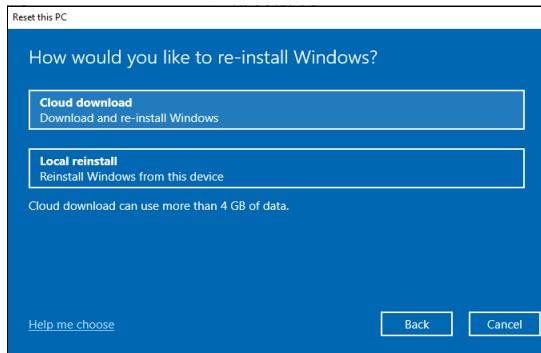 Reset this PC
How would you like to re-install Windows?
Cloud download
Download and re-install Windows
Local reinstall
Reinstall Windows from this device
Cloud download can use more than 4 GB of data.
Help me choose
Back
Cancel